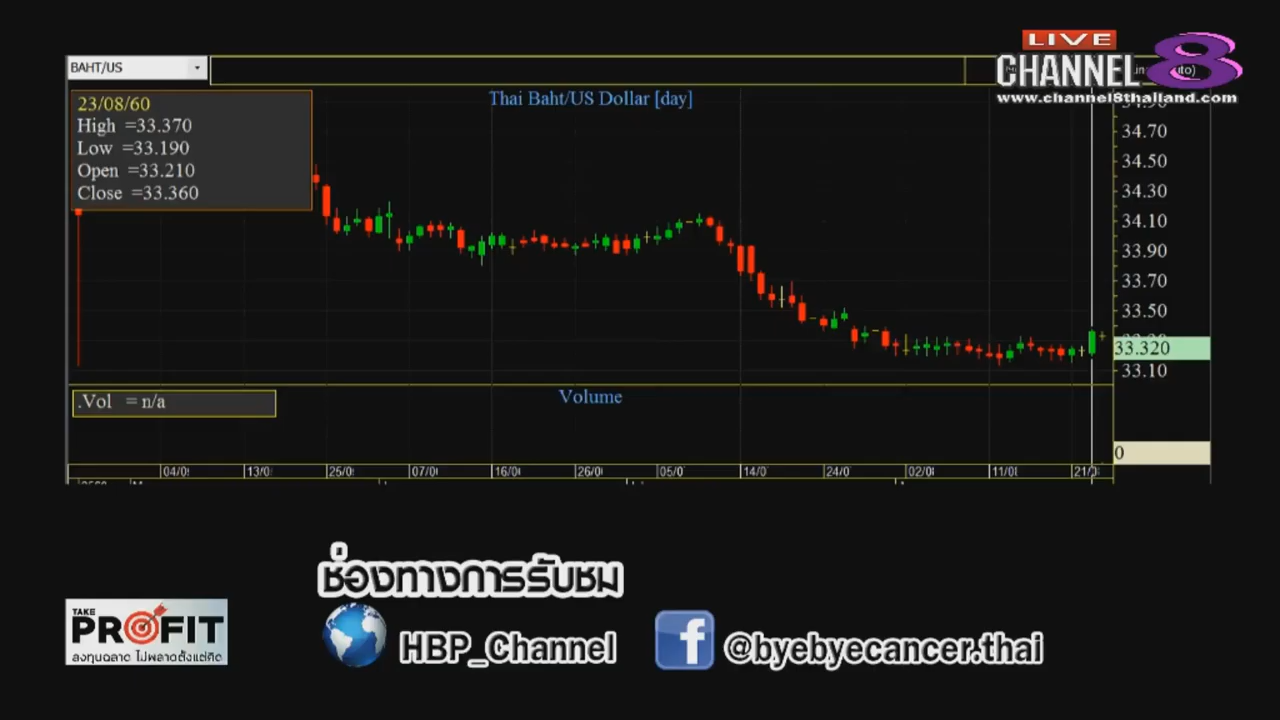 BAHT/US
LIVE
CHANNEL 8
www.channel8thailand.com
23/08/60
High =33.370
Low =33.190
Open =33.210
Close =33.360
Thai Baht/US Dollar [day]
34.70
34.50
34.30
34.10
33.90
33.70
33.50
33.320
33.10
.Vol = n/a
Volume
0
04/0
13/0
25/0
07/0
16/0
26/0
05/0
14/0
24/0
02/0
11/0
21/0
ช่องทางการรับชม
TAKE
PROFIT
ลงทุนฉลาด ไม่พลาดตั้งแต่คิด
HBP_Channel
f @byebyecancer.thai